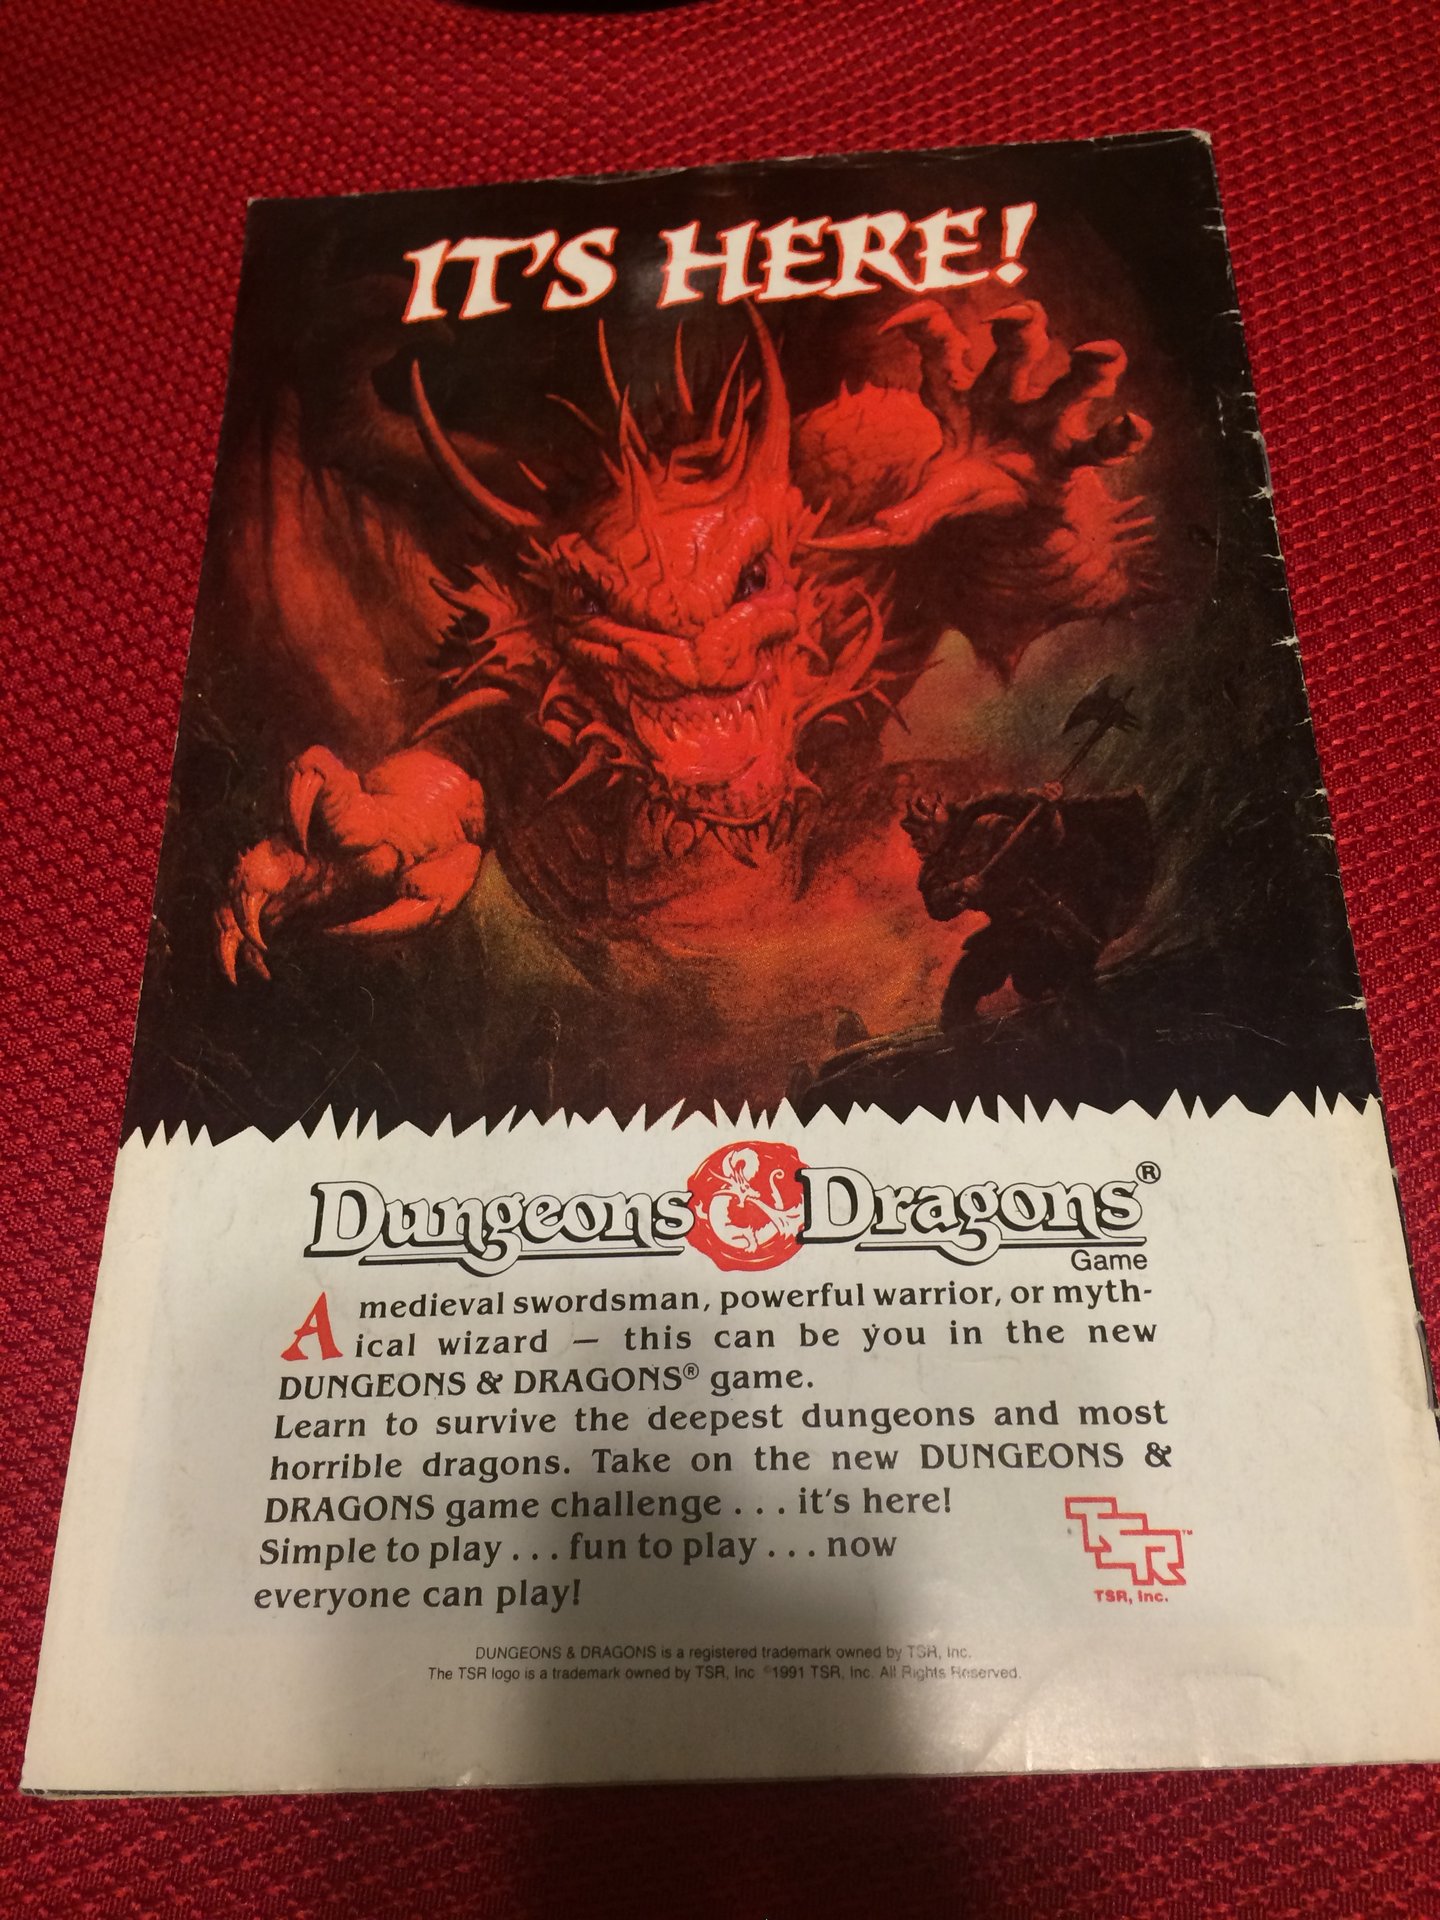 IT'S HERE!
Dungeons & Dragons®
Game
A medieval swordsman, powerful warrior, or myth-
ical wizard — this can be you in the new
DUNGEONS & DRAGONS® game.
Learn to survive the deepest dungeons and most
horrible dragons. Take on the new DUNGEONS &
DRAGONS game challenge . . . it's here!
Simple to play . . . fun to play . . . now
everyone can play!
TSR™
TSR, Inc.
DUNGEONS & DRAGONS is a registered trademark owned by TSR, Inc.
The TSR logo is a trademark owned by TSR, Inc ©1991 TSR, Inc. All Rights Reserved.